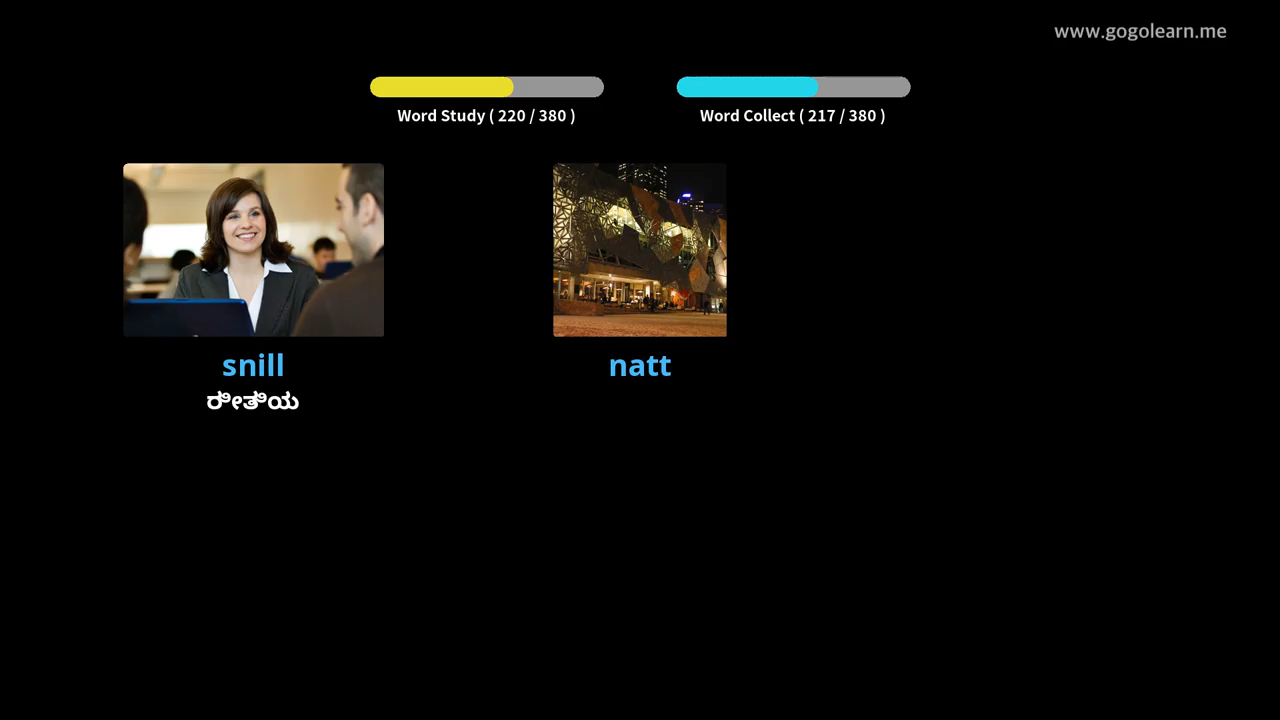 www.gogolearn.me
Word Study ( 220 / 380 )
Word Collect ( 217 / 380 )
snill
ರೀತಿಯ
natt